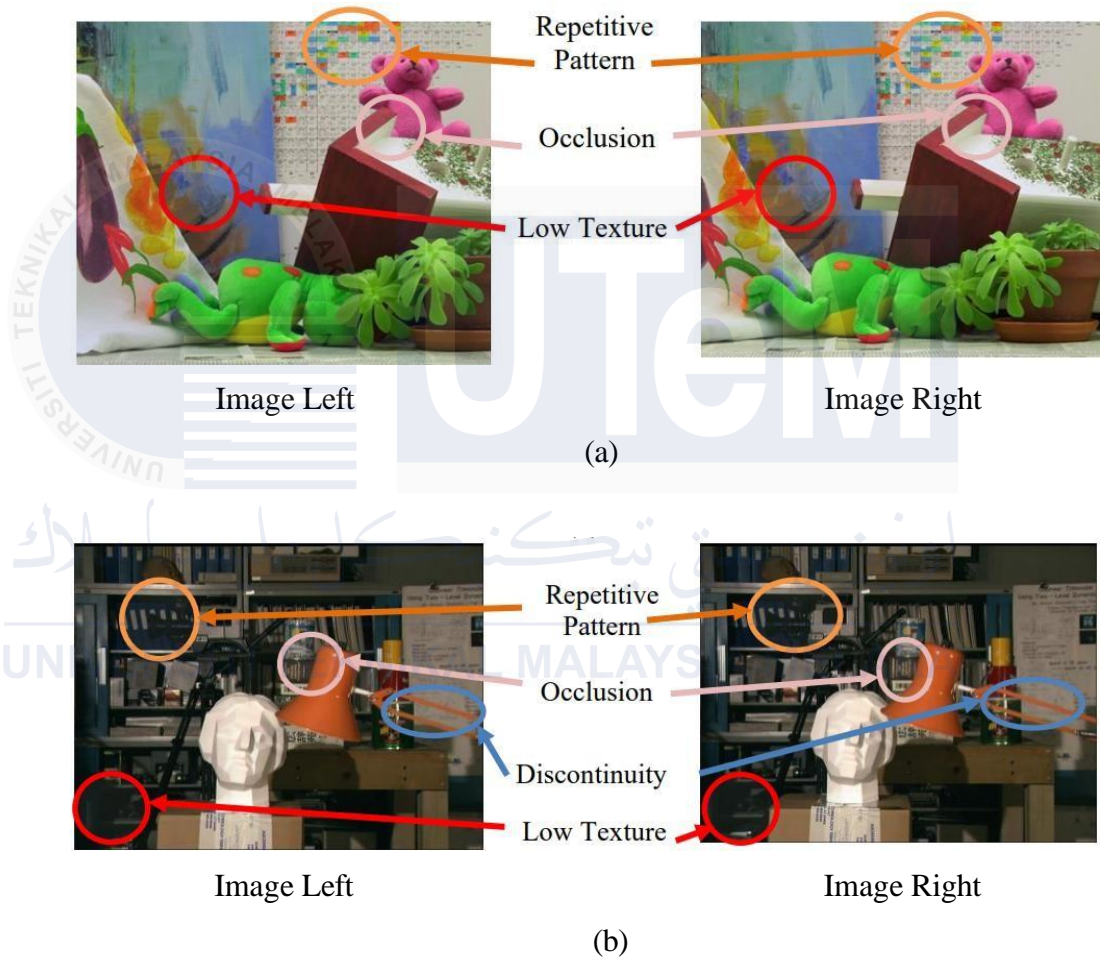 Repetitive
Pattern
Occlusion
Low Texture
Image Left
Image Right
(a)
Repetitive
Pattern
Occlusion
Discontinuity
Low Texture
Image Left
Image Right
(b)
UTeM
UNIVERSITI TEKNIKAL MALAYSIA MELAKA